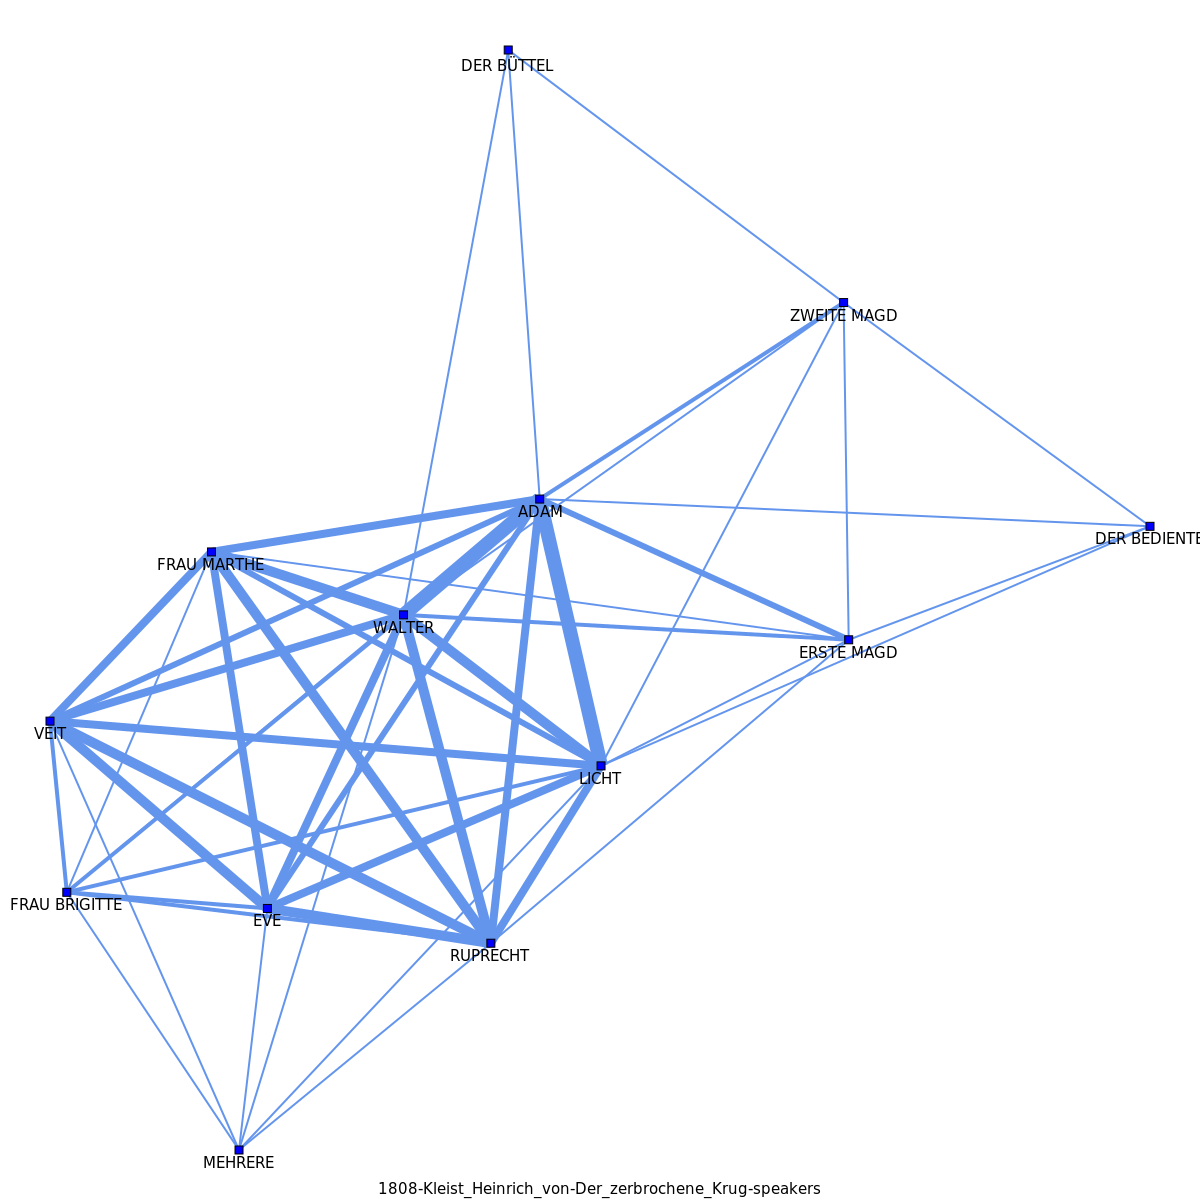 DER BÜTTEL
ZWEITE MAGD
ADAM
DER BEDIENTE
FRAU MARTHE
WALTER
ERSTE MAGD
VEIT
LICHT
FRAU BRIGITTE
EVE
RUPRECHT
MEHRERE
1808-Kleist_Heinrich_von-Der_zerbrochene_Krug-speakers